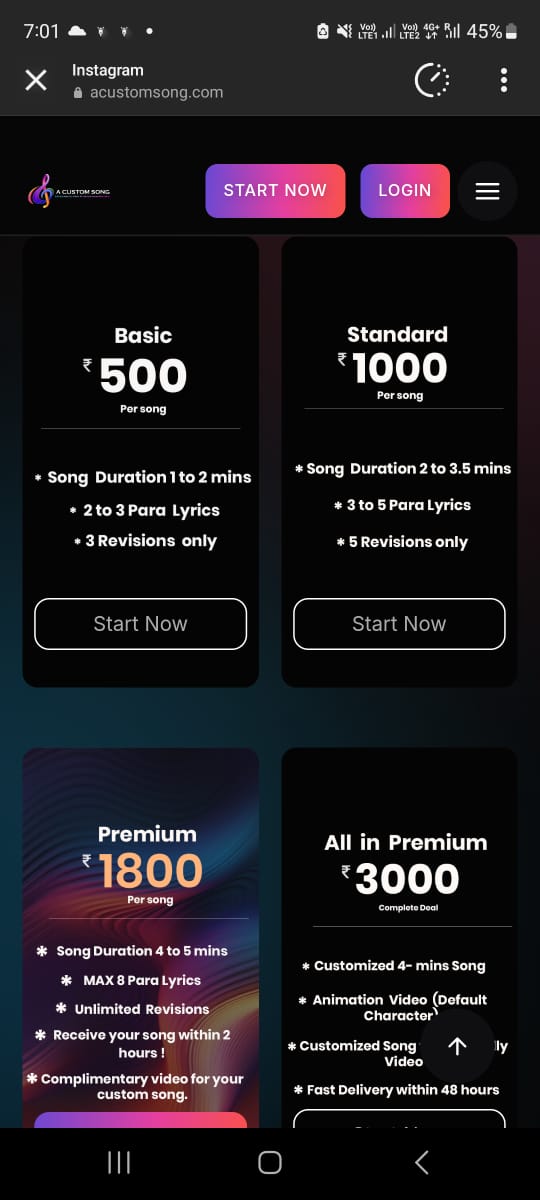 7:01
Vo)) LTE1 Vo)) LTE2 4G+ R 45%
Instagram
acustomsong.com
A CUSTOM SONG
START NOW
LOGIN
Basic
₹ 500
Per song
* Song Duration 1 to 2 mins
* 2 to 3 Para Lyrics
* 3 Revisions only
Start Now
Standard
₹ 1000
Per song
* Song Duration 2 to 3.5 mins
* 3 to 5 Para Lyrics
* 5 Revisions only
Start Now
Premium
₹ 1800
Per song
* Song Duration 4 to 5 mins
* MAX 8 Para Lyrics
* Unlimited Revisions
* Receive your song within 2
hours !
* Complimentary video for your
custom song.
All in Premium
₹ 3000
Complete Deal
* Customized 4- mins Song
* Animation Video (Default
Character)
* Customized Song ly
Video
* Fast Delivery within 48 hours